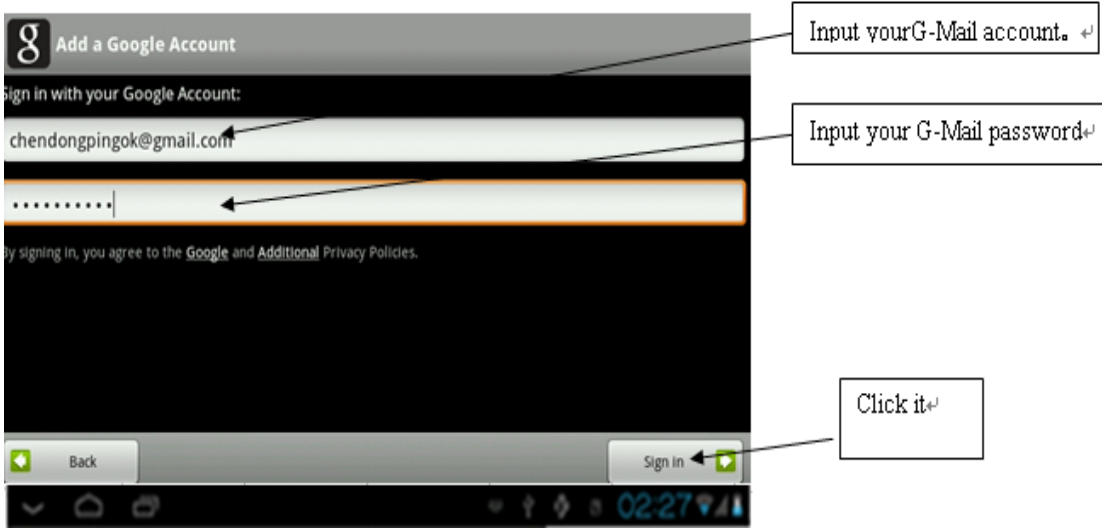 g Add a Google Account
Sign in with your Google Account:
chendongpingok@gmail.com
••••••••••
By signing in, you agree to the Google and Additional Privacy Policies.
Back
Sign in
02:27
Input yourG-Mail account。
Input your G-Mail password
Click it